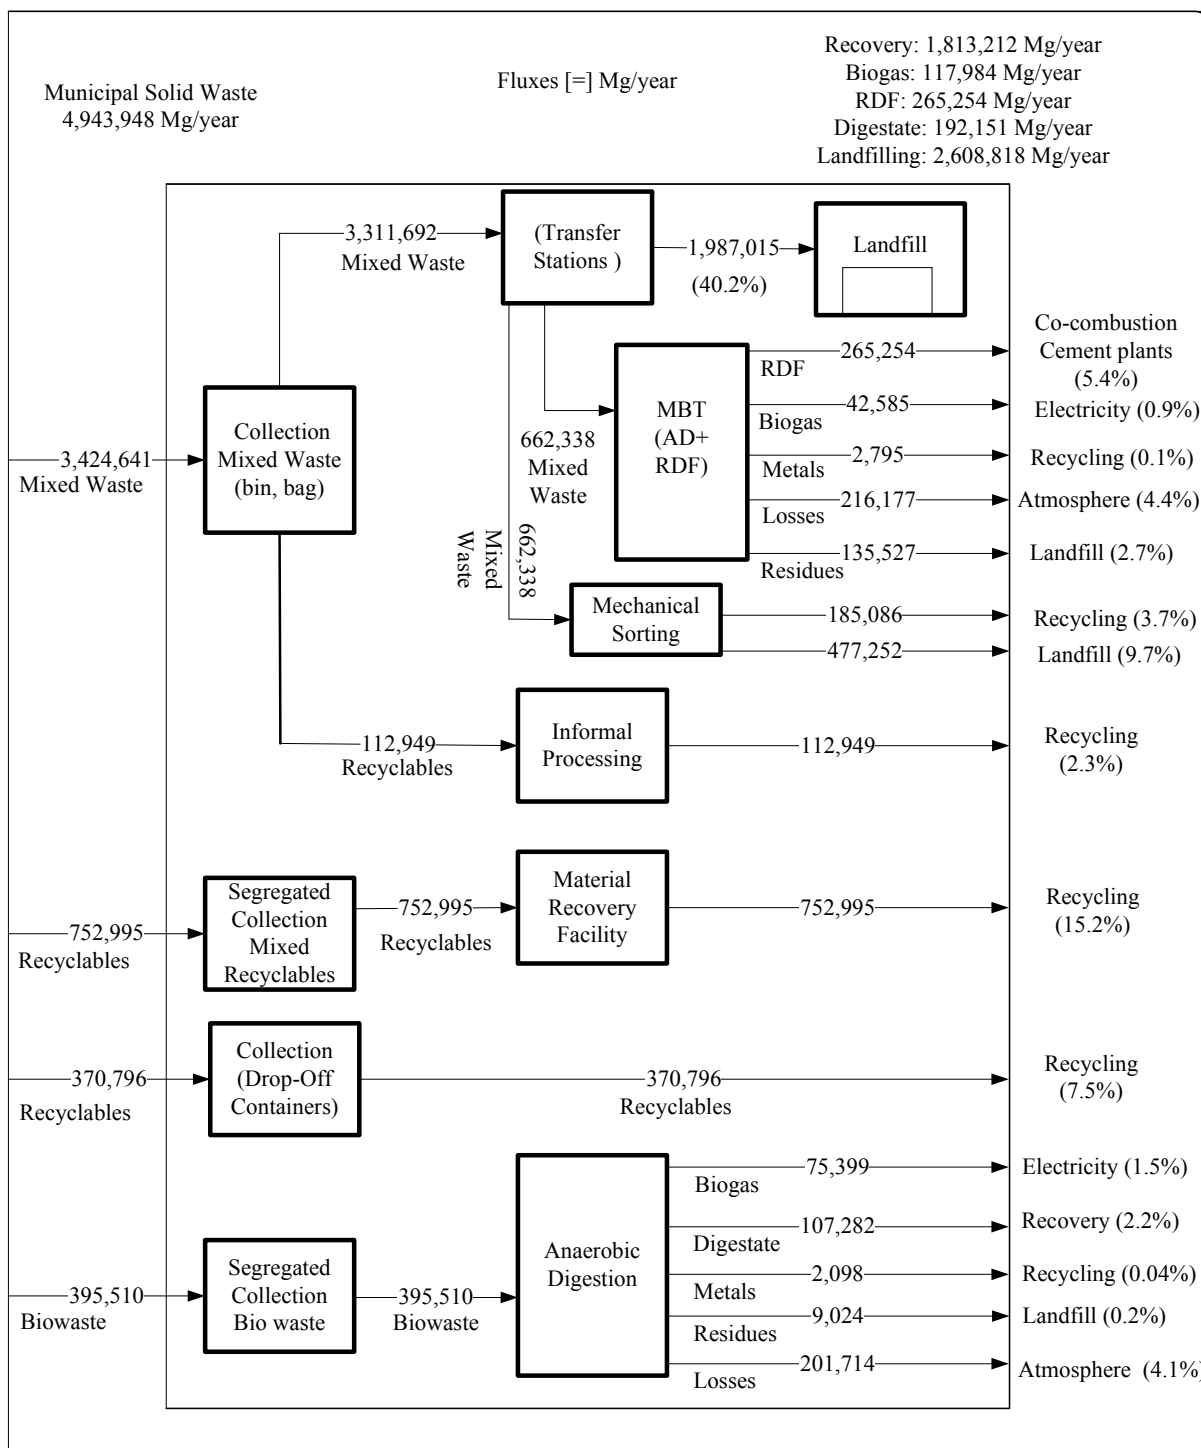 Recovery: 1,813,212 Mg/year
Biogas: 117,984 Mg/year
RDF: 265,254 Mg/year
Digestate: 192,151 Mg/year
Landfilling: 2,608,818 Mg/year
Fluxes [=] Mg/year
Municipal Solid Waste
4,943,948 Mg/year
3,311,692
Mixed Waste
(Transfer
Stations )
1,987,015
(40.2%)
Landfill
3,424,641
Mixed Waste
Collection
Mixed Waste
(bin, bag)
662,338
Mixed
Waste
662,338
Mixed
Waste
MBT
(AD+
RDF)
265,254
RDF
Co-combustion
Cement plants
(5.4%)
42,585
Biogas
Electricity (0.9%)
2,795
Metals
Recycling (0.1%)
216,177
Losses
Atmosphere (4.4%)
135,527
Residues
Landfill (2.7%)
Mechanical
Sorting
185,086
Recycling (3.7%)
477,252
Landfill (9.7%)
112,949
Recyclables
Informal
Processing
112,949
Recycling
(2.3%)
752,995
Recyclables
Segregated
Collection
Mixed
Recyclables
752,995
Recyclables
Material
Recovery
Facility
752,995
Recycling
(15.2%)
370,796
Recyclables
Collection
(Drop-Off
Containers)
370,796
Recyclables
Recycling
(7.5%)
395,510
Biowaste
Segregated
Collection
Bio waste
395,510
Biowaste
Anaerobic
Digestion
75,399
Biogas
Electricity (1.5%)
107,282
Digestate
Recovery (2.2%)
2,098
Metals
Recycling (0.04%)
9,024
Residues
Landfill (0.2%)
201,714
Losses
Atmosphere (4.1%)